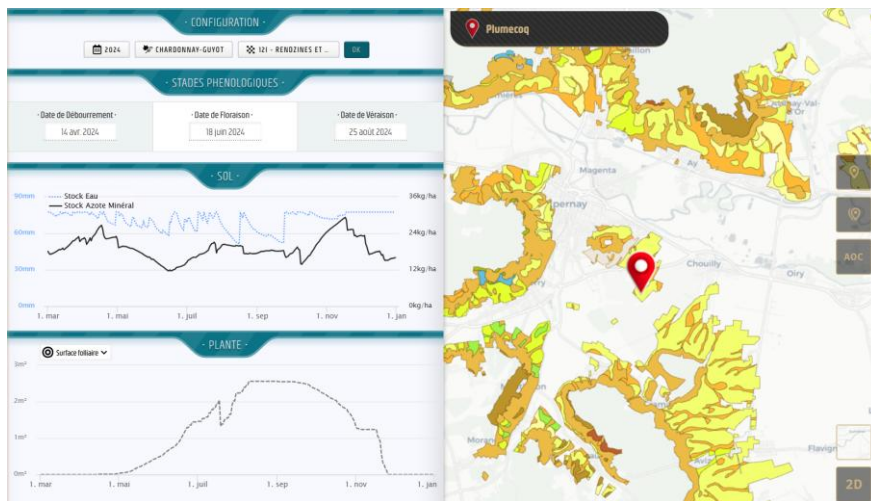 · CONFIGURATION ·
2024
CHARDONNAY-GUYOT
121 - RENDZINES ET ...
OK
· STADES PHENOLOGIQUES ·
· Date de Débourrement ·
14 avr. 2024
· Date de Floraison ·
18 juin 2024
· Date de Véraison ·
25 août 2024
· SOL ·
90mm
60mm
30mm
0mm
Stock Eau
Stock Azote Minéral
36kg/ha
24kg/ha
12kg/ha
0kg/ha
1. mar
1. mai
1. juil
1. sep
1. nov
1. jan
· PLANTE ·
Surface folliaire
3m²
2m²
1m²
0m²
1. mar
1. mai
1. juil
1. sep
1. nov
1. jan
Plumecoq
Magenta
Ay
pernay
Chouilly
Oiry
AOC
Flavign
2D